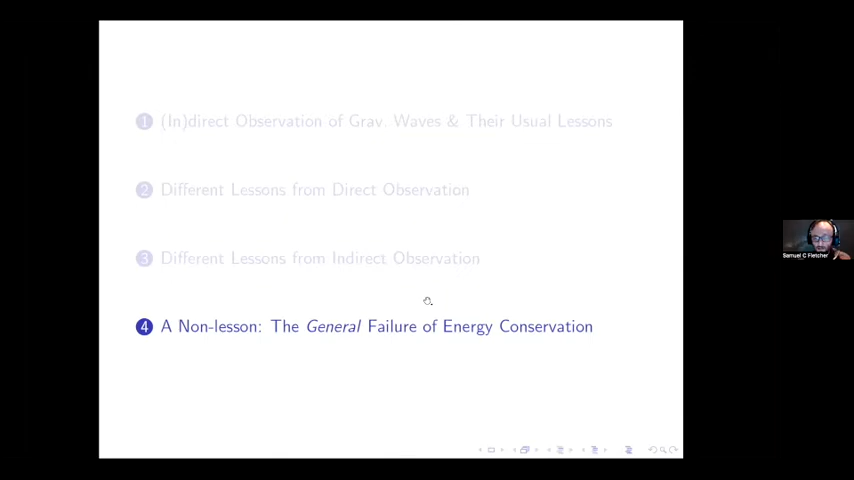 1 (In)direct Observation of Grav. Waves & Their Usual Lessons
2 Different Lessons from Direct Observation
3 Different Lessons from Indirect Observation
4 A Non-lesson: The General Failure of Energy Conservation
Samuel C Fletcher